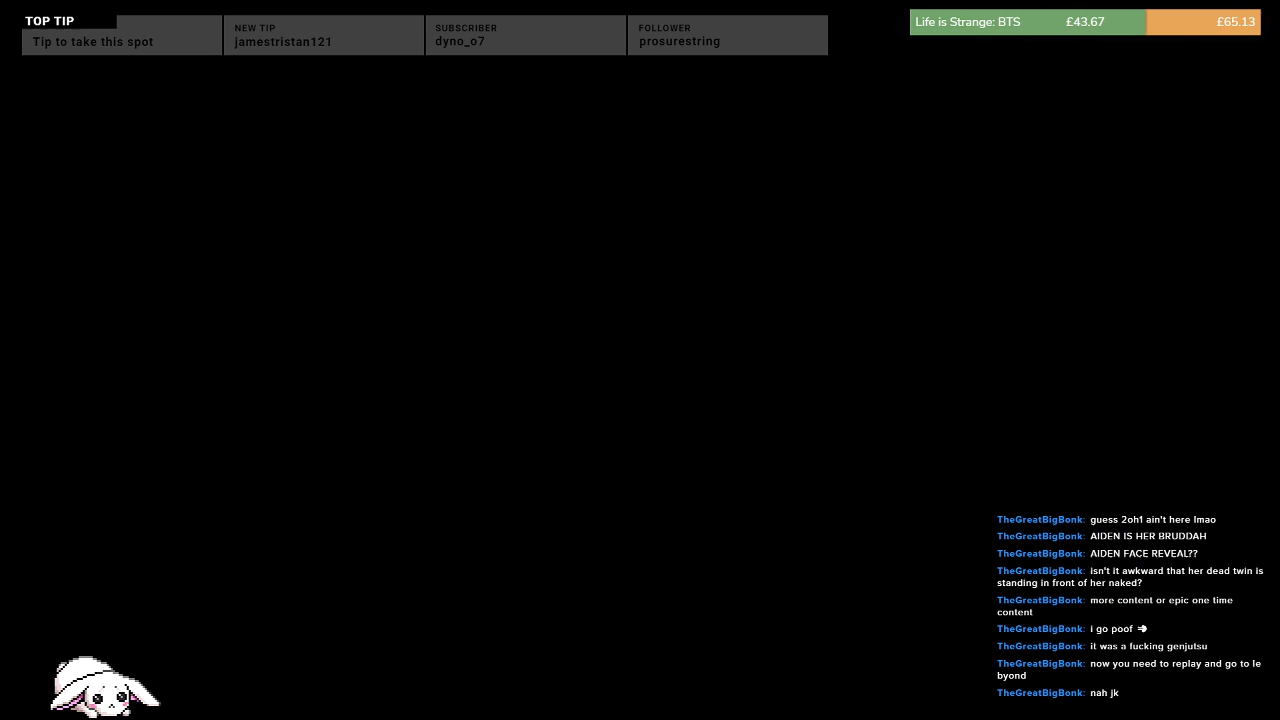 TOP TIP
Tip to take this spot
NEW TIP
jamestristan121
SUBSCRIBER
dyno_o7
FOLLOWER
prosurestring
Life is Strange: BTS £43.67 £65.13
TheGreatBigBonk: guess 2oh1 ain't here lmao
TheGreatBigBonk: AIDEN IS HER BRUDDAH
TheGreatBigBonk: AIDEN FACE REVEAL??
TheGreatBigBonk: isn't it awkward that her dead twin is
standing in front of her naked?
TheGreatBigBonk: more content or epic one time
content
TheGreatBigBonk: i go poof
TheGreatBigBonk: it was a fucking genjutsu
TheGreatBigBonk: now you need to replay and go to le
byond
TheGreatBigBonk: nah jk